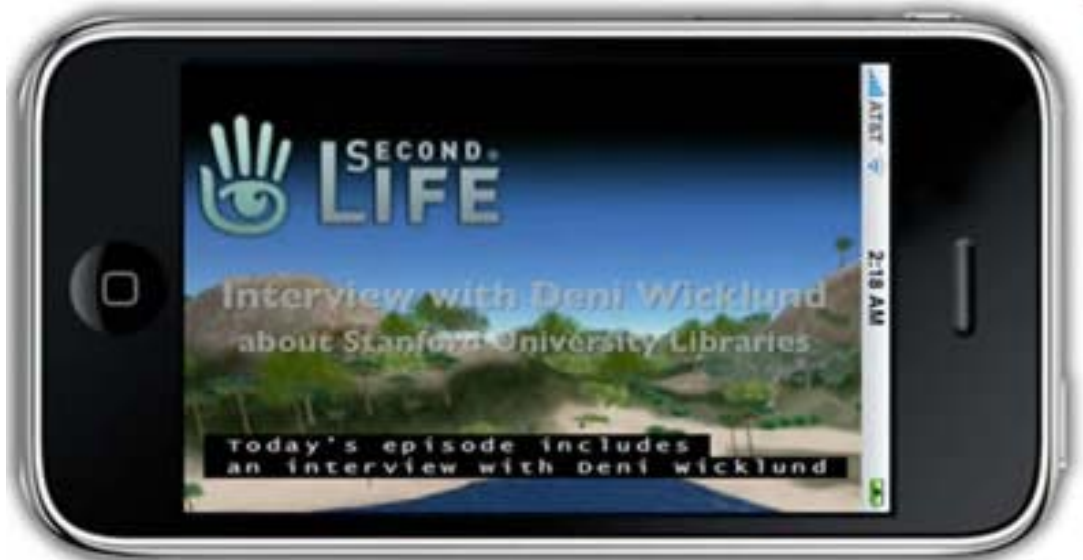 SECOND
LIFE
Interview with Deni Wicklund
about Stanford University Libraries
Today's episode includes
an interview with Deni Wicklund
AT&T
2:18 AM